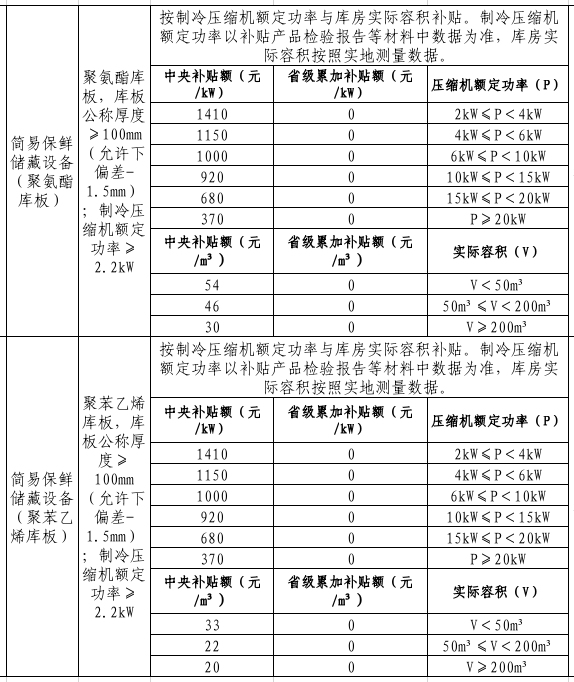 简易保鲜
储藏设备
（聚氨酯
库板）
聚氨酯库
板，库板
公称厚度
≥100mm
（允许下
偏差-
1.5mm）
；制冷压
缩机额定
功率≥
2.2kW
按制冷压缩机额定功率与库房实际容积补贴。制冷压缩机
额定功率以补贴产品检验报告等材料中数据为准，库房实
际容积按照实地测量数据。
中央补贴额（元/kW） 省级累加补贴额（元/kW） 压缩机额定功率（P）
1410 0 2kW≤P＜4kW
1150 0 4kW≤P＜6kW
1000 0 6kW≤P＜10kW
920 0 10kW≤P＜15kW
680 0 15kW≤P＜20kW
370 0 P≥20kW
中央补贴额（元/m³） 省级累加补贴额（元/m³） 实际容积（V）
54 0 V＜50m³
46 0 50m³≤V＜200m³
30 0 V≥200m³
简易保鲜
储藏设备
（聚苯乙
烯库板）
聚苯乙烯
库板，库
板公称厚
度≥
100mm
（允许下
偏差-
1.5mm）
；制冷压
缩机额定
功率≥
2.2kW
按制冷压缩机额定功率与库房实际容积补贴。制冷压缩机
额定功率以补贴产品检验报告等材料中数据为准，库房实
际容积按照实地测量数据。
中央补贴额（元/kW） 省级累加补贴额（元/kW） 压缩机额定功率（P）
1410 0 2kW≤P＜4kW
1150 0 4kW≤P＜6kW
1000 0 6kW≤P＜10kW
920 0 10kW≤P＜15kW
680 0 15kW≤P＜20kW
370 0 P≥20kW
中央补贴额（元/m³） 省级累加补贴额（元/m³） 实际容积（V）
33 0 V＜50m³
22 0 50m³≤V＜200m³
20 0 V≥200m³